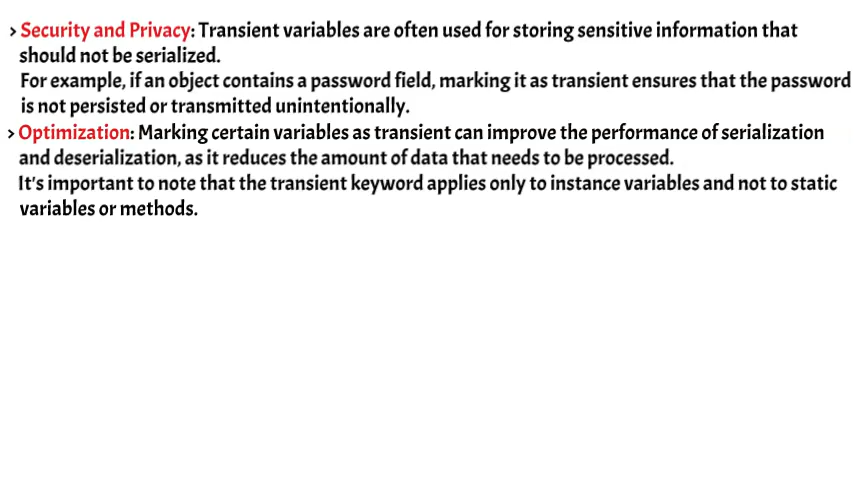 > Security and Privacy: Transient variables are often used for storing sensitive information that
should not be serialized.
For example, if an object contains a password field, marking it as transient ensures that the password
is not persisted or transmitted unintentionally.
> Optimization: Marking certain variables as transient can improve the performance of serialization
and deserialization, as it reduces the amount of data that needs to be processed.
It's important to note that the transient keyword applies only to instance variables and not to static
variables or methods.